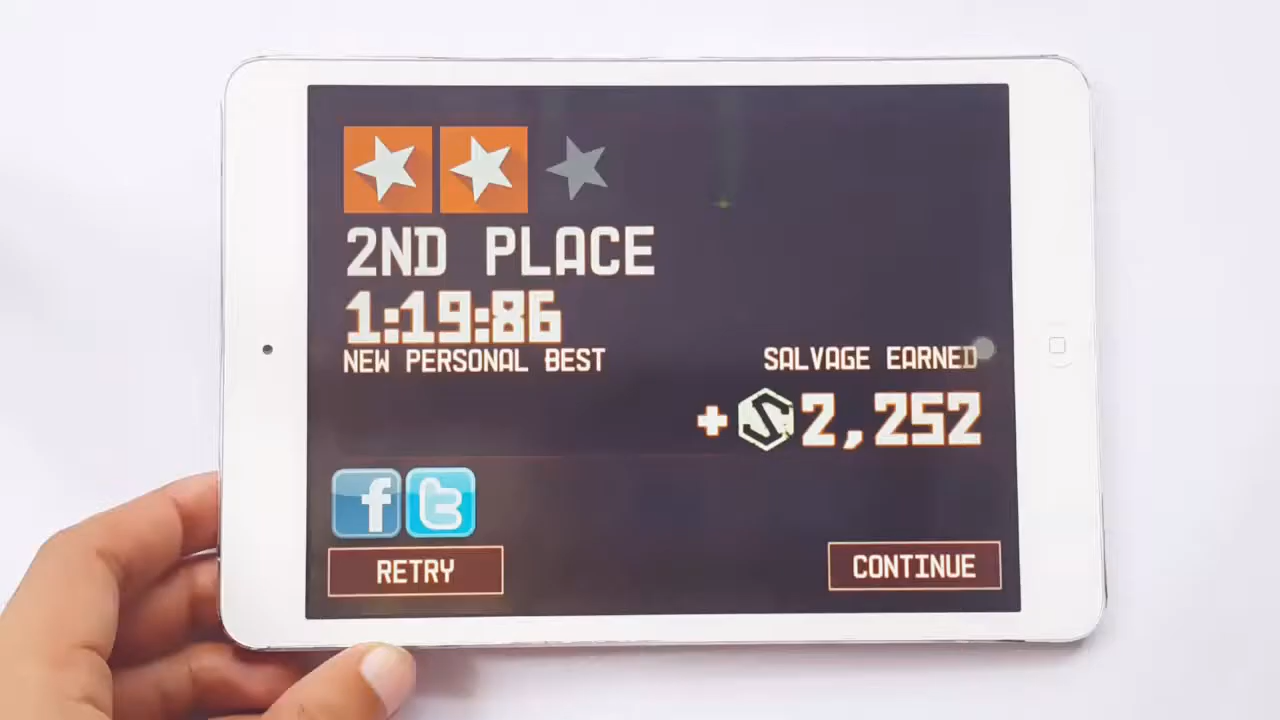 2ND PLACE
1:19:86
NEW PERSONAL BEST
SALVAGE EARNED
+ 2,252
RETRY
CONTINUE